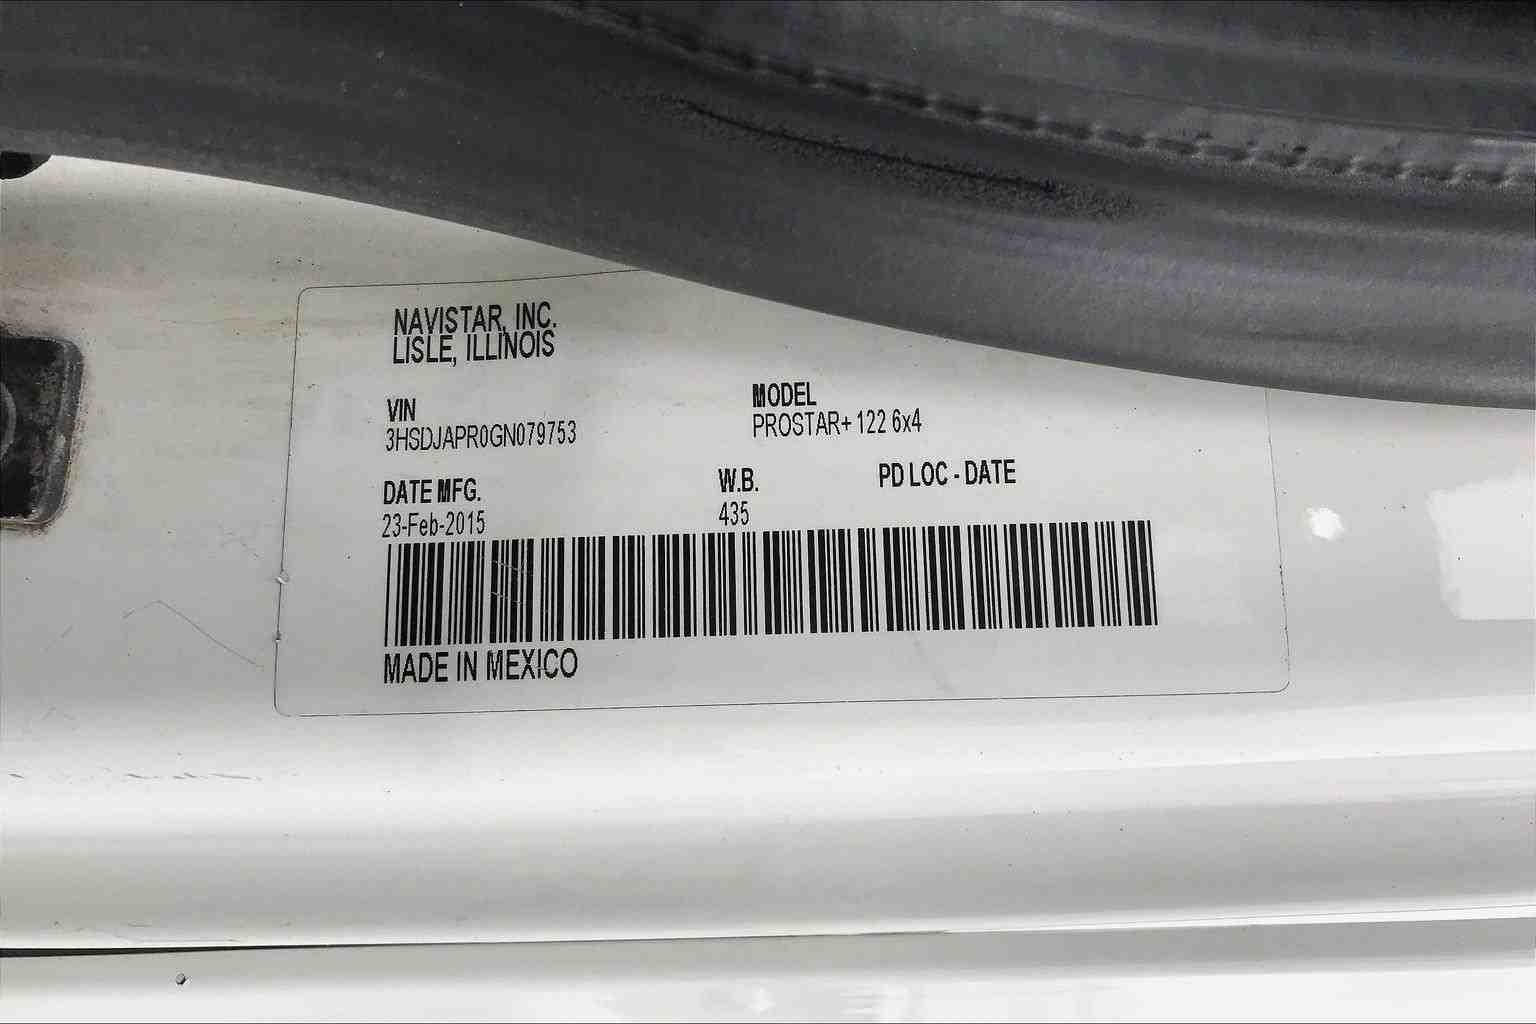 NAVISTAR, INC.
LISLE, ILLINOIS
VIN
3HSDJAPR0GN079753
MODEL
PROSTAR+ 122 6x4
DATE MFG.
23-Feb-2015
W.B.
435
PD LOC - DATE
MADE IN MEXICO